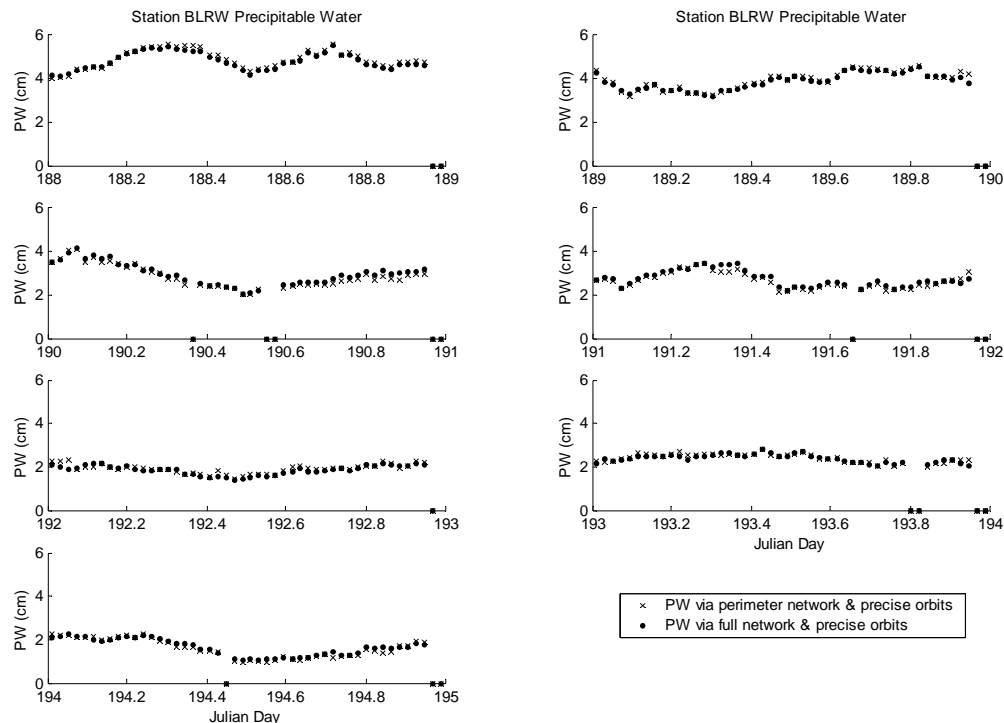 Station BLRW Precipitable Water
6
4
2
0
PW (cm)
188 188.2 188.4 188.6 188.8 189
Station BLRW Precipitable Water
6
4
2
0
PW (cm)
189 189.2 189.4 189.6 189.8 190
6
4
2
0
PW (cm)
190 190.2 190.4 190.6 190.8 191
6
4
2
0
PW (cm)
191 191.2 191.4 191.6 191.8 192
6
4
2
0
PW (cm)
192 192.2 192.4 192.6 192.8 193
6
4
2
0
PW (cm)
193 193.2 193.4 193.6 193.8 194
Julian Day
6
4
2
0
PW (cm)
194 194.2 194.4 194.6 194.8 195
Julian Day
PW via perimeter network & precise orbits
PW via full network & precise orbits